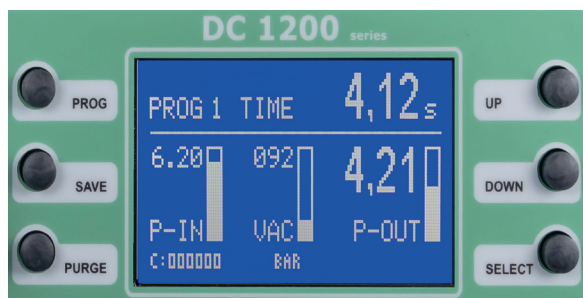 DC 1200 series
PROG
SAVE
PURGE
PROG 1 TIME 4,12s
6.20 092 4,21
P-IN VAC P-OUT
C:000000 BAR
UP
DOWN
SELECT